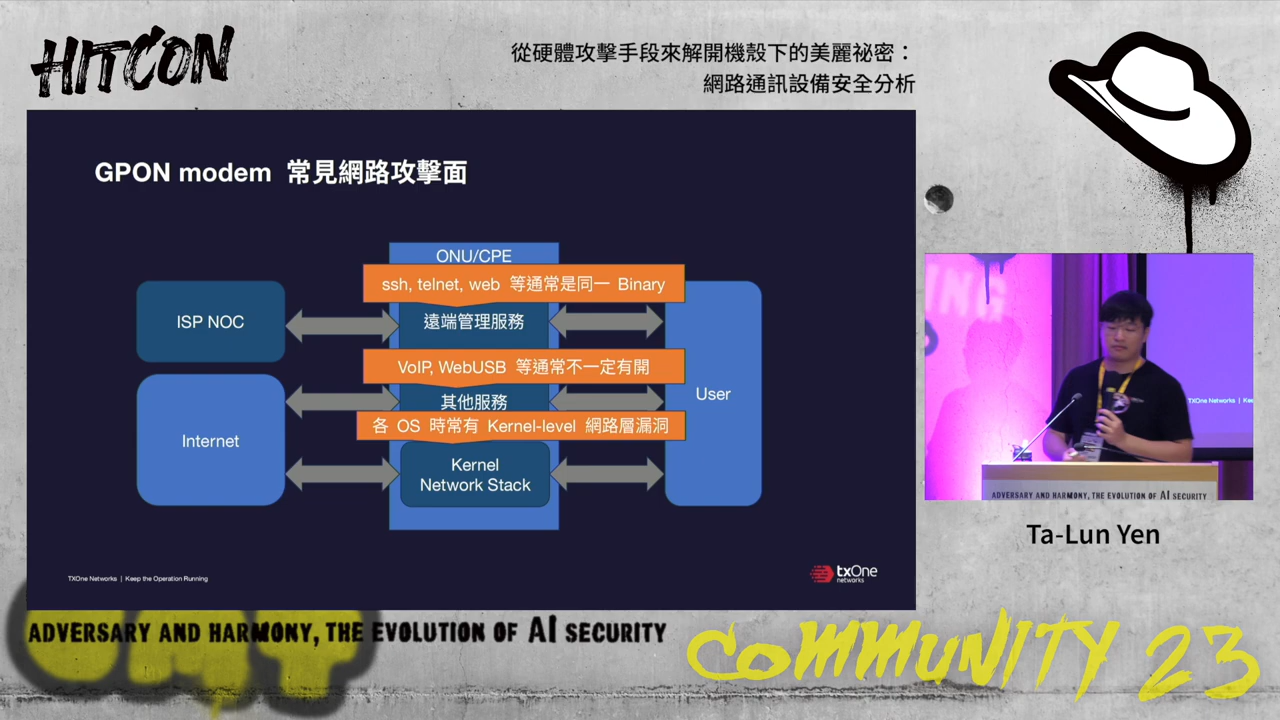 HITCON
從硬體攻擊手段來解開機殼下的美麗祕密：
網路通訊設備安全分析
GPON modem 常見網路攻擊面
ONU/CPE
ssh, telnet, web 等通常是同一 Binary
ISP NOC
遠端管理服務
VoIP, WebUSB 等通常不一定有開
其他服務
User
各 OS 時常有 Kernel-level 網路層漏洞
Internet
Kernel
Network Stack
TXOne Networks | Keep the Operation Running
txOne
networks
ING
TXOne Networks | Kee
ADVERSARY AND HARMONY, THE EVOLUTION OF AI SECURITY
Ta-Lun Yen
ADVERSARY AND HARMONY, THE EVOLUTION OF AI SECURITY
COMMUNITY 23